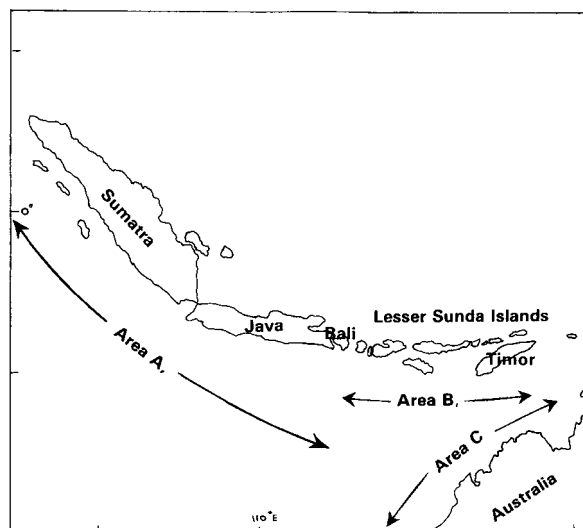 0°
Sumatra
Java
Bali
Lesser Sunda Islands
Timor
Area A,
Area B,
Area C
Australia
110°E